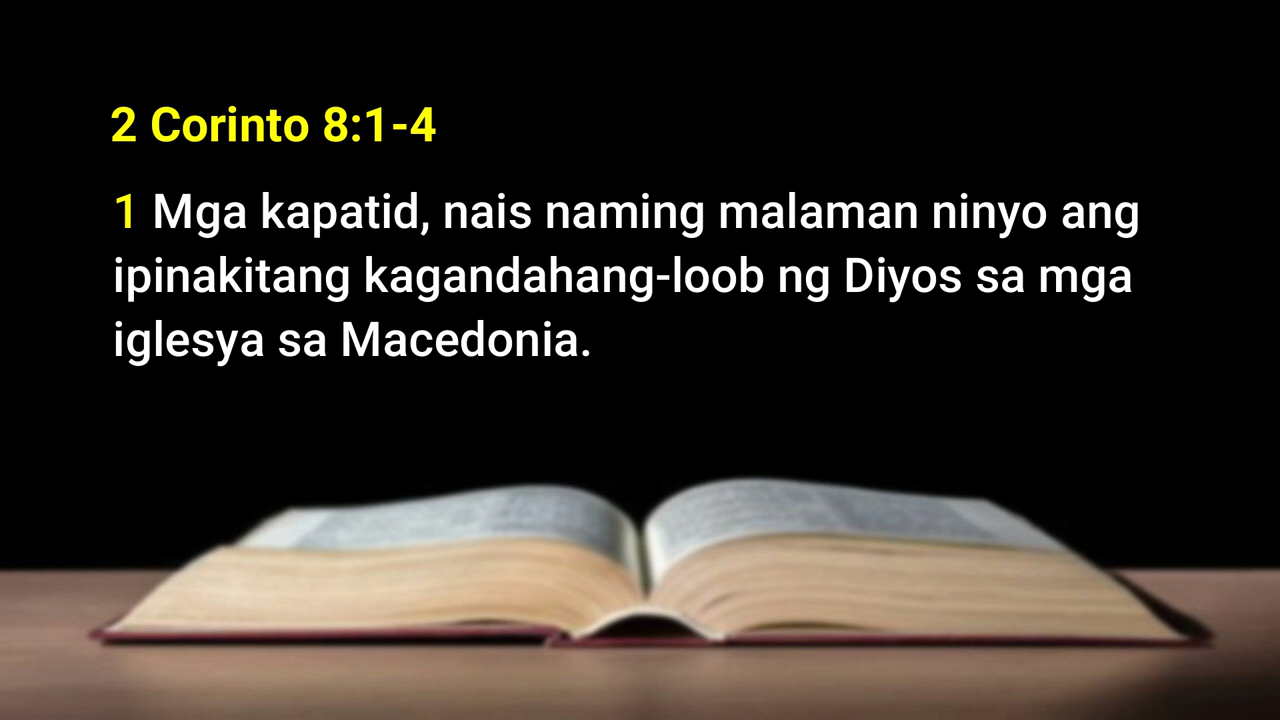 2 Corinto 8:1-4
1 Mga kapatid, nais naming malaman ninyo ang
ipinakitang kagandahang-loob ng Diyos sa mga
iglesya sa Macedonia.